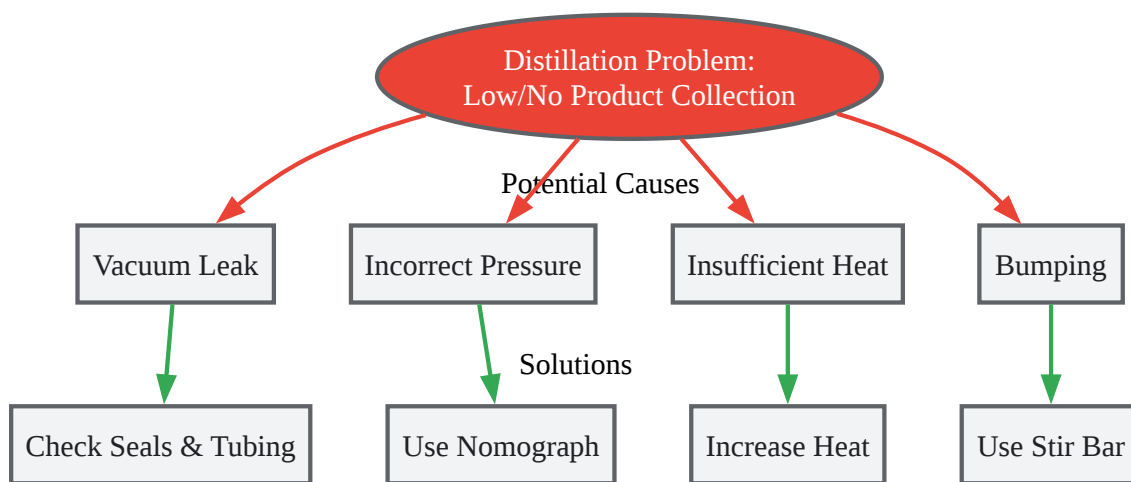 Distillation Problem:
Low/No Product Collection
Potential Causes
Vacuum Leak
Incorrect Pressure
Insufficient Heat
Bumping
Solutions
Check Seals & Tubing
Use Nomograph
Increase Heat
Use Stir Bar